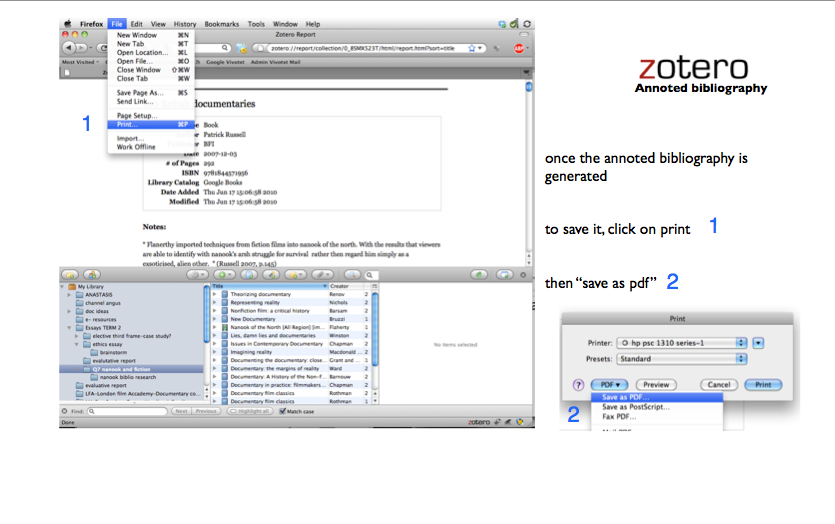 Firefox File Edit View History Bookmarks Tools Window Help
Zotero Report
zotero://report/collection/0_8SMXS23T/html/report.html?sort=title
Most Visited
Google Vivatet Admin Vivatet Mail
New Window ⌘N
New Tab ⌘T
Open Location... ⌘L
Open File... ⌘O
Close Window ⇧⌘W
Close Tab ⌘W
Save Page As... ⌘S
Send Link...
Page Setup...
Print... ⌘P
Import...
Work Offline
1
documentaries
Book
Patrick Russell
BFI
Date 2007-12-03
# of Pages 292
ISBN 9781844571956
Library Catalog Google Books
Date Added Thu Jun 17 15:06:58 2010
Modified Thu Jun 17 15:06:58 2010
Notes:
" Flanerthy imported techniques from fiction films into nanook of the north. With the results that viewers
are able to identify with nanook's arsh struggle for survival rather then regard him simply as a
exoticised, alien other. " (Russell 2007, p.145)
My Library
ANASTASIS
channel argus
doc ideas
e- resources
Essays TERM 2
elective third frame-case study?
ethics essay
brainstorm
evalutative report
Q7 nanook and fiction
nanook biblio research
evaluative report
LFA-London film Accademy-Documentary co...
Title Creator
Theorizing documentary Renov 2
Representing reality Nichols 2
Nonfiction film: a critical history Barsam 2
New Documentary Bruzzi 1
Nanook of the North [All Region] [im... Flaherty 1
Lies, damn lies and documentaries Winston 2
Issues in Contemporary Documentary Chapman 2
Imagining reality Macdonald ... 2
Documenting the documentary: close... Grant and ... 1
Documentary: the margins of reality Ward 2
Documentary: A History of the Non-F... Barnouw 2
Documentary in practice: filmmakers... Chapman 2
Documentary film classics Rothman 2
Documentary film classics Rothman 1
No items selected
Find: Next Previous Highlight all Match case
Done zotero
zotero
Annoted bibliography
once the annoted bibliography is
generated
to save it, click on print 1
then “save as pdf” 2
Print
Printer: hp psc 1310 series-1
Presets: Standard
? PDF ▾ Preview Cancel Print
2
Save as PDF...
Save as PostScript...
Fax PDF...